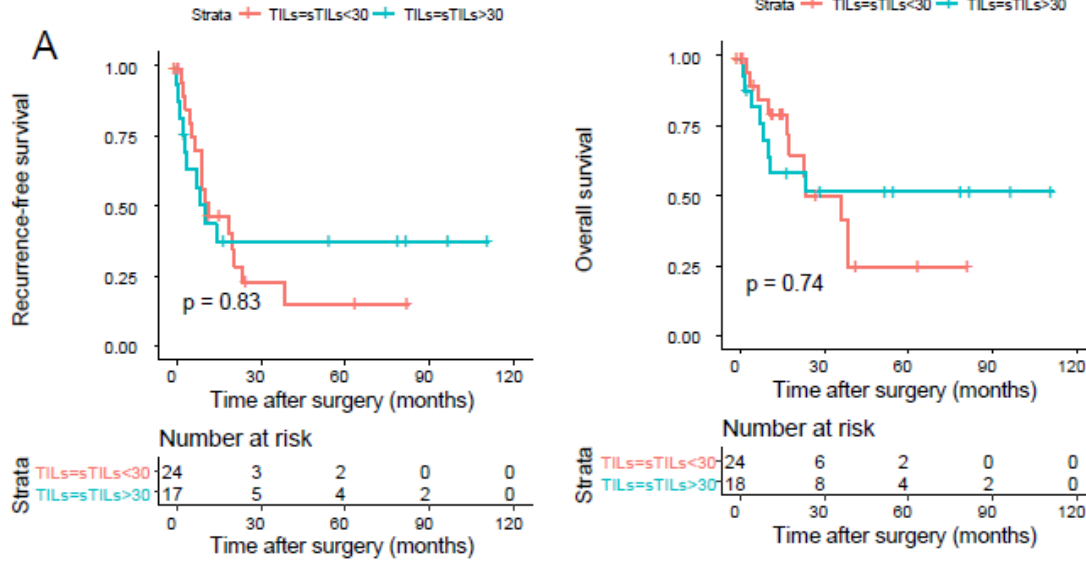 Strata TILs=sTILs<30 TILs=sTILs>30
A
Recurrence-free survival
1.00
0.75
0.50
0.25
0.00
p = 0.83
0 30 60 90 120
Time after surgery (months)
Number at risk
Strata
TILs=sTILs<30 24 3 2 0 0
TILs=sTILs>30 17 5 4 2 0
0 30 60 90 120
Time after surgery (months)
Strata TILs=sTILs<30 TILs=sTILs>30
Overall survival
1.00
0.75
0.50
0.25
0.00
p = 0.74
0 30 60 90 120
Time after surgery (months)
Number at risk
Strata
TILs=sTILs<30 24 6 2 0 0
TILs=sTILs>30 18 8 4 2 0
0 30 60 90 120
Time after surgery (months)